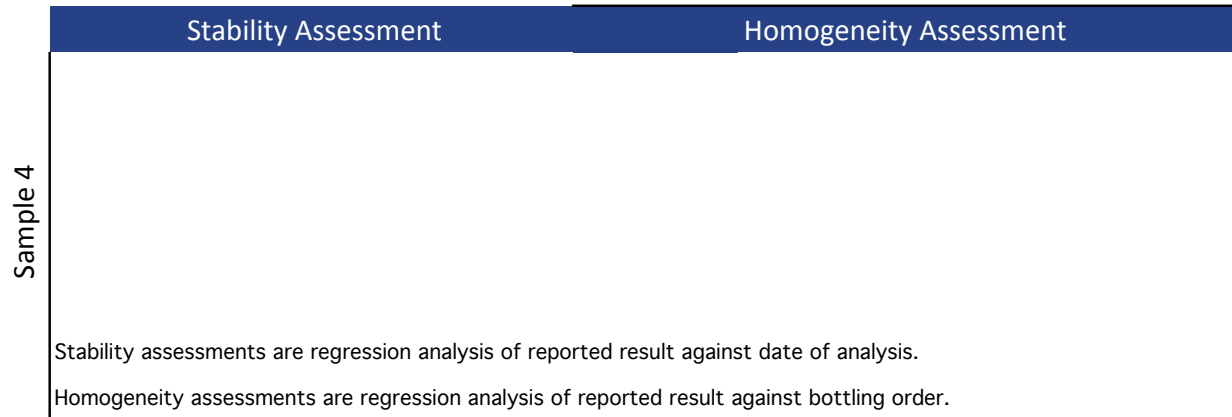 Stability Assessment
Homogeneity Assessment
Sample 4
Stability assessments are regression analysis of reported result against date of analysis.
Homogeneity assessments are regression analysis of reported result against bottling order.